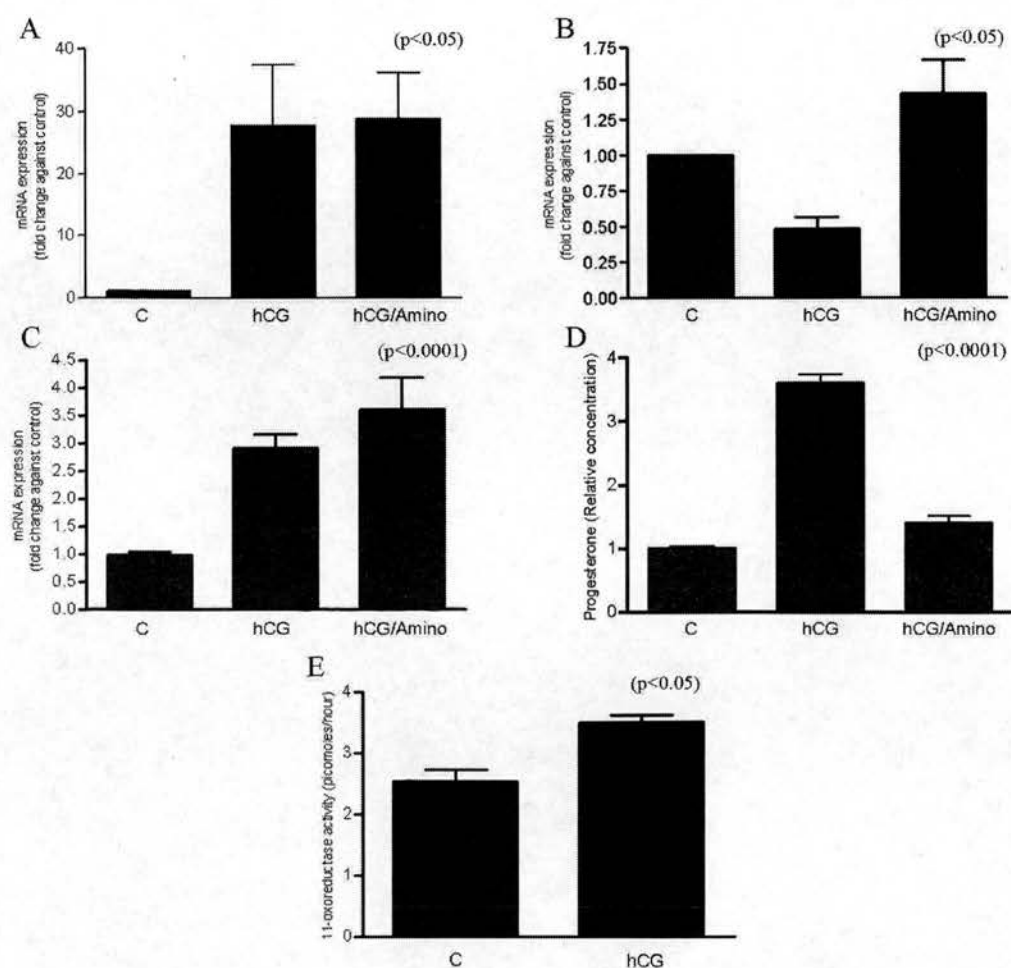 A
(p<0.05)
mRNA expression
(fold change against control)
40
30
20
10
0
C
hCG
hCG/Amino
B
(p<0.05)
mRNA expression
(fold change against control)
1.75
1.50
1.25
1.00
0.75
0.50
0.25
0.00
C
hCG
hCG/Amino
C
(p<0.0001)
mRNA expression
(fold change against control)
4.5
4.0
3.5
3.0
2.5
2.0
1.5
1.0
0.5
0.0
C
hCG
hCG/Amino
D
(p<0.0001)
Progesterone (Relative concentration)
4
3
2
1
0
C
hCG
hCG/Amino
E
(p<0.05)
11-oxoreductase activity (picomoles/hour)
4
3
2
1
0
C
hCG